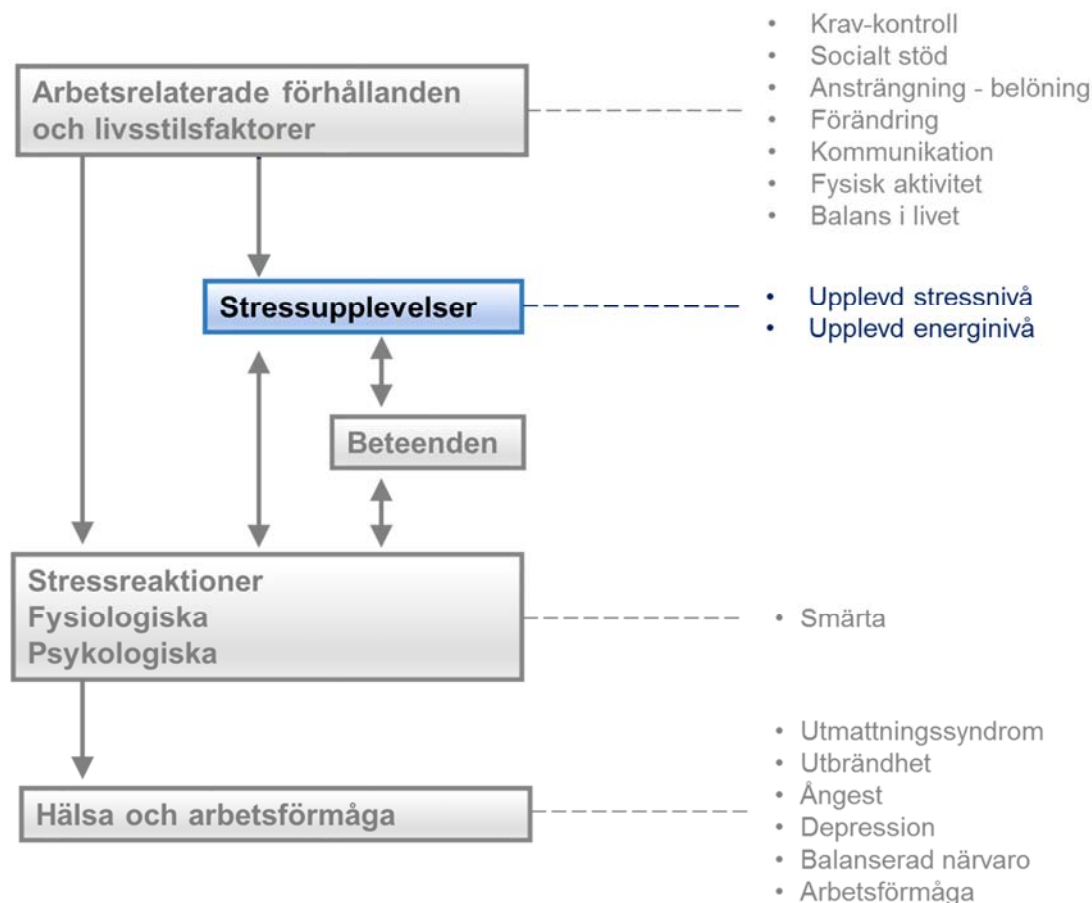 • Krav-kontroll
• Socialt stöd
• Ansträngning - belöning
• Förändring
• Kommunikation
• Fysisk aktivitet
• Balans i livet
Arbetsrelaterade förhållanden
och livsstilsfaktorer
Stressupplevelser
• Upplevd stressnivå
• Upplevd energinivå
Beteenden
Stressreaktioner
Fysiologiska
Psykologiska
• Smärta
Hälsa och arbetsförmåga
• Utmattningssyndrom
• Utbrändhet
• Ångest
• Depression
• Balanserad närvaro
• Arbetsförmåga